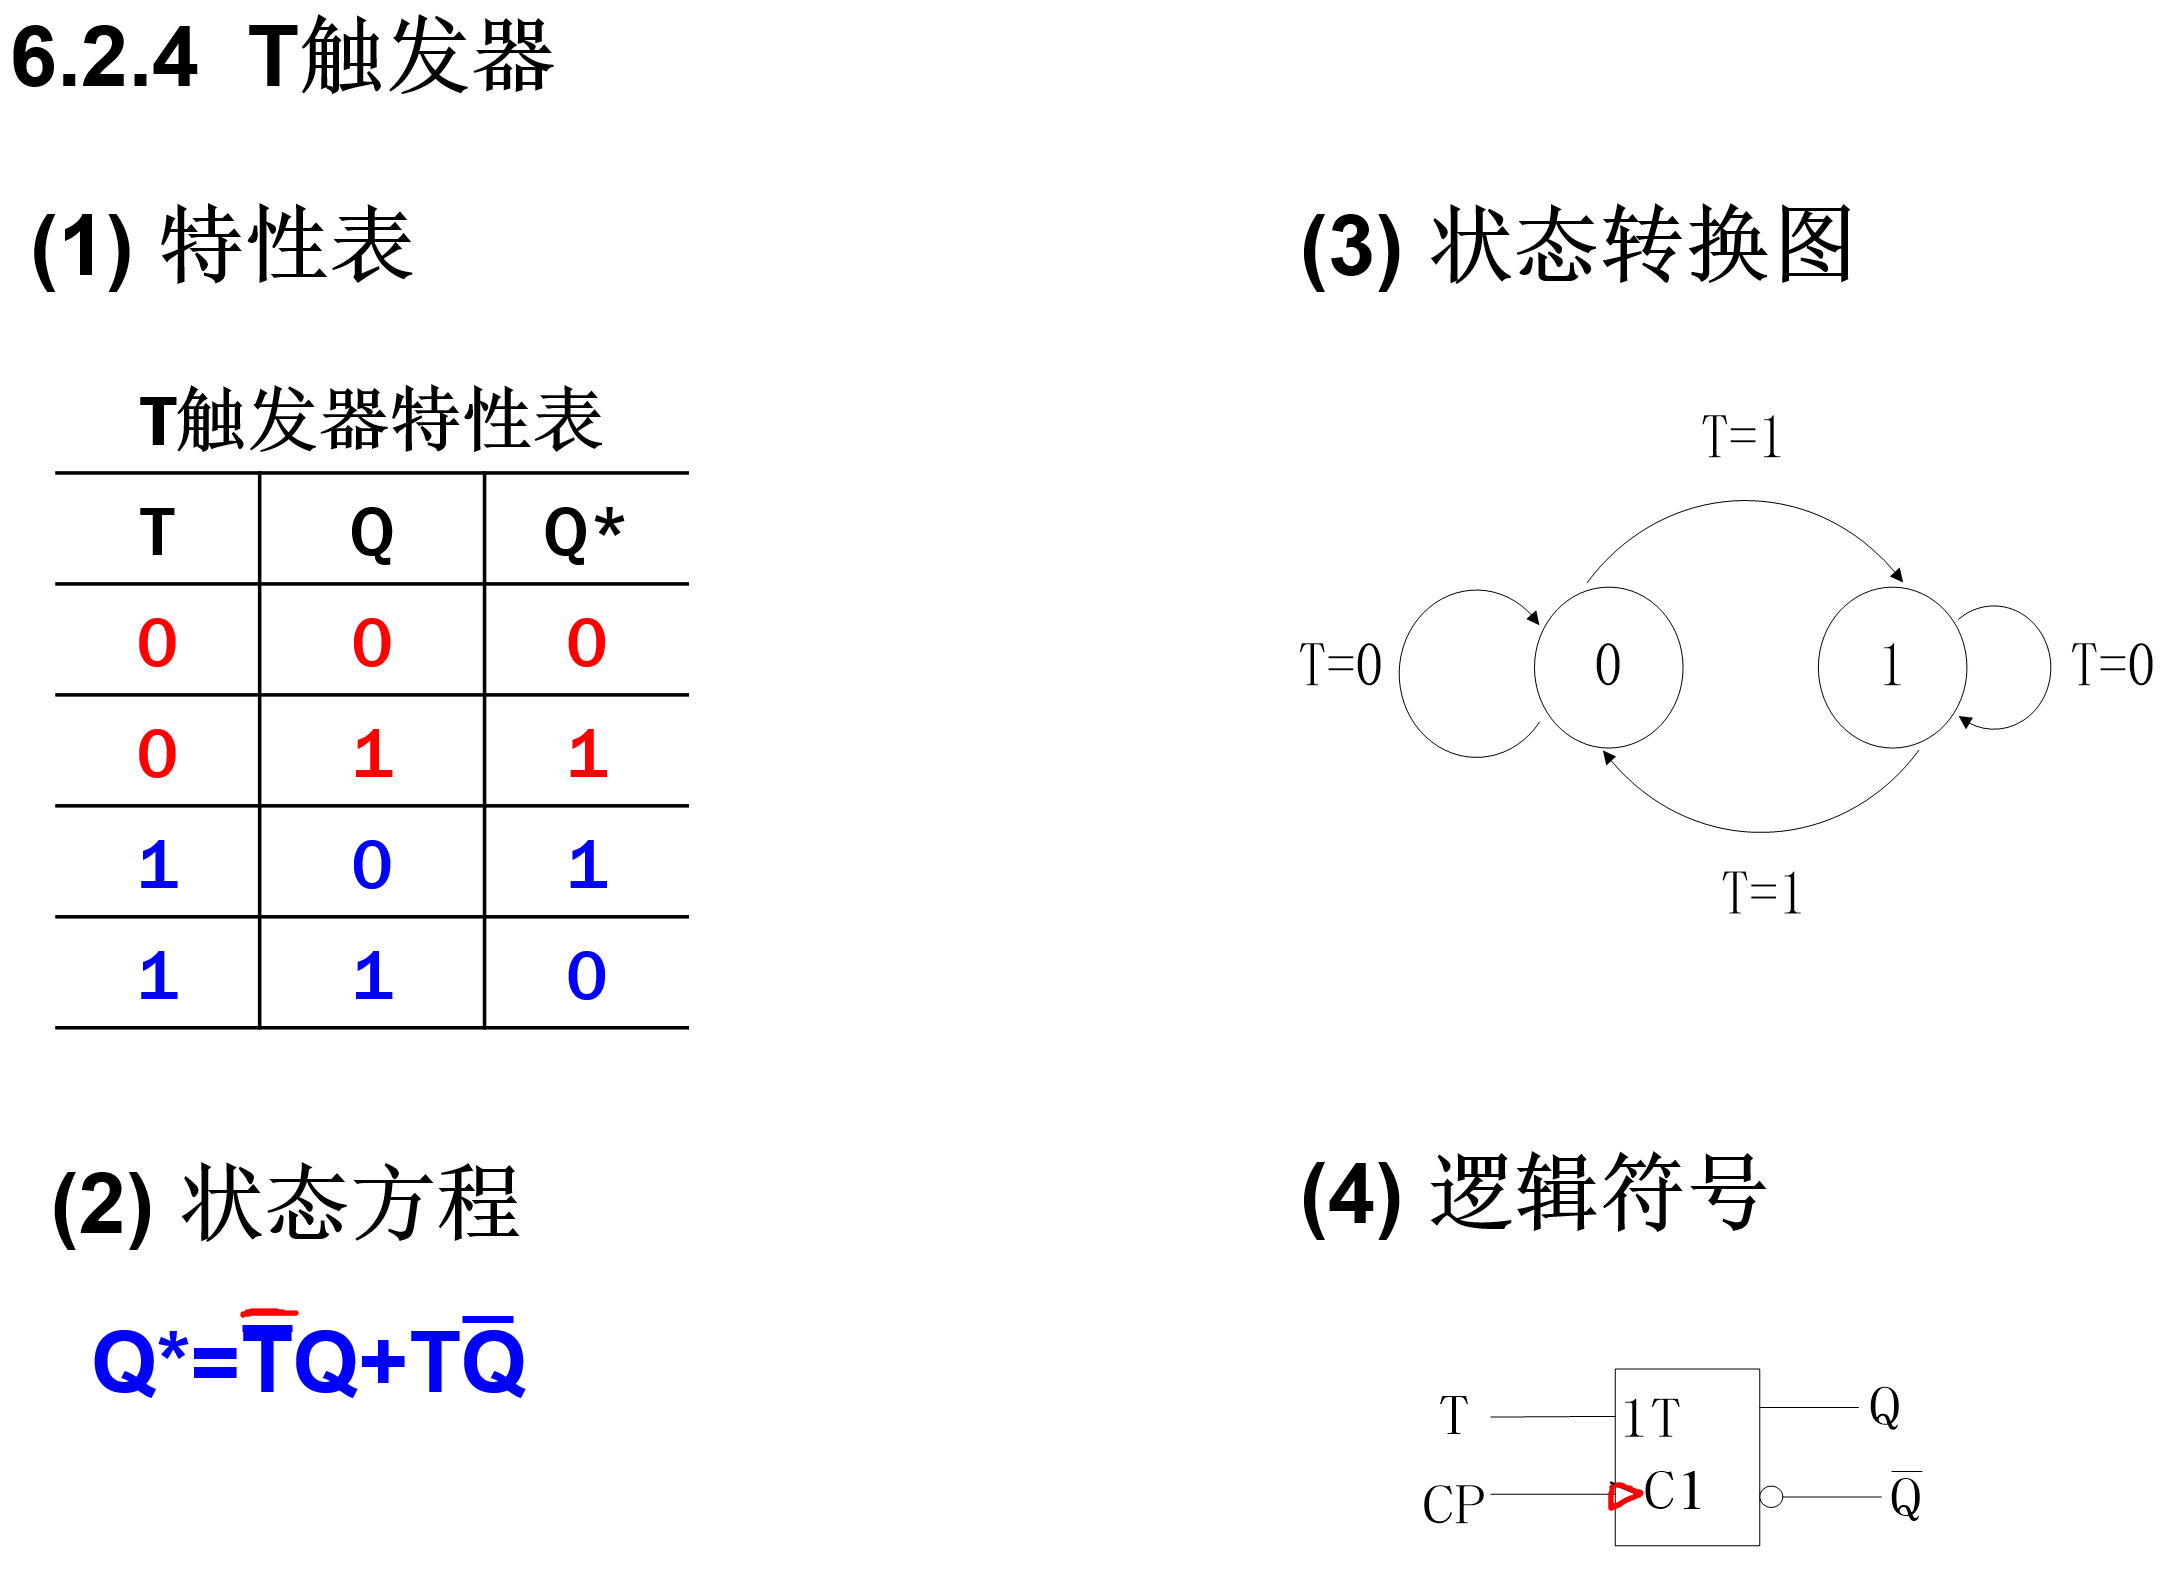 6.2.4 T触发器
(1) 特性表
T触发器特性表
T Q Q*
0 0 0
0 1 1
1 0 1
1 1 0
(2) 状态方程
Q*=T̅Q+TQ̅
(3) 状态转换图
T=1
T=0 0 1 T=0
T=1
(4) 逻辑符号
T 1T Q
CP C1 Q̅